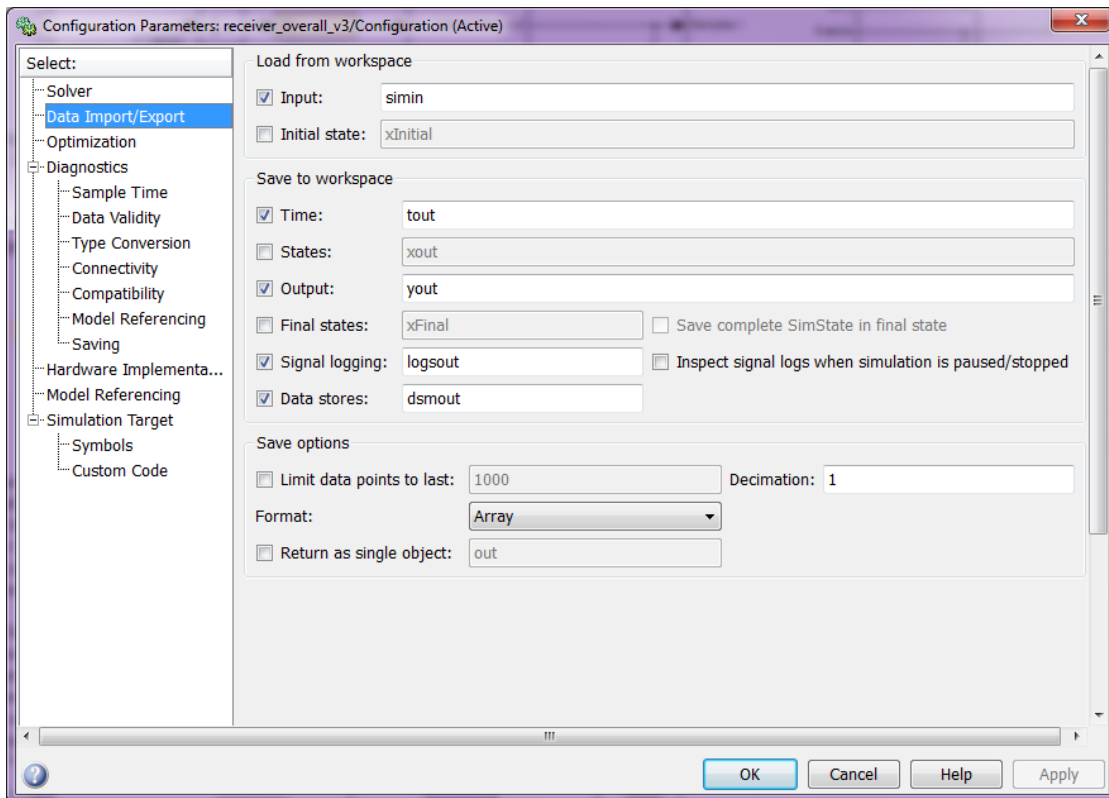 Configuration Parameters: receiver_overall_v3/Configuration (Active)
Select:
Solver
Data Import/Export
Optimization
Diagnostics
Sample Time
Data Validity
Type Conversion
Connectivity
Compatibility
Model Referencing
Saving
Hardware Implementa...
Model Referencing
Simulation Target
Symbols
Custom Code
Load from workspace
Input: simin
Initial state: xInitial
Save to workspace
Time: tout
States: xout
Output: yout
Final states: xFinal Save complete SimState in final state
Signal logging: logsout Inspect signal logs when simulation is paused/stopped
Data stores: dsmout
Save options
Limit data points to last: 1000 Decimation: 1
Format: Array
Return as single object: out
OK Cancel Help Apply